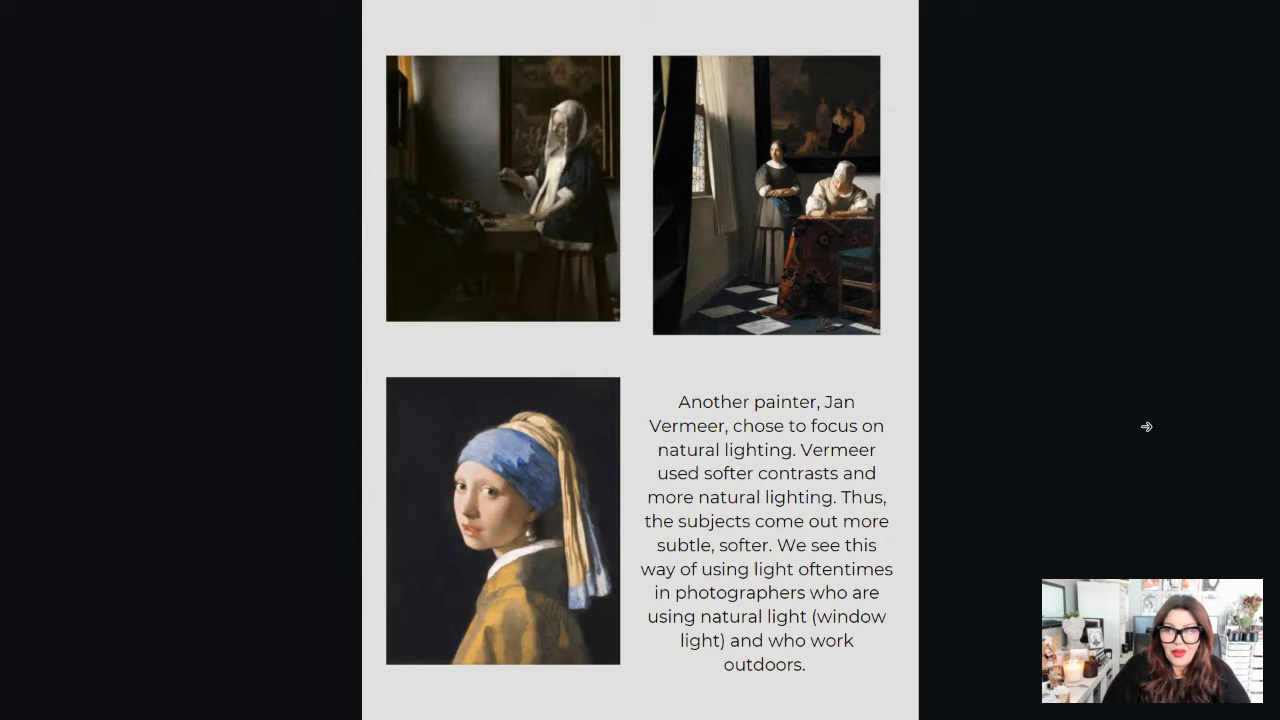 Another painter, Jan
Vermeer, chose to focus on
natural lighting. Vermeer
used softer contrasts and
more natural lighting. Thus,
the subjects come out more
subtle, softer. We see this
way of using light oftentimes
in photographers who are
using natural light (window
light) and who work
outdoors.